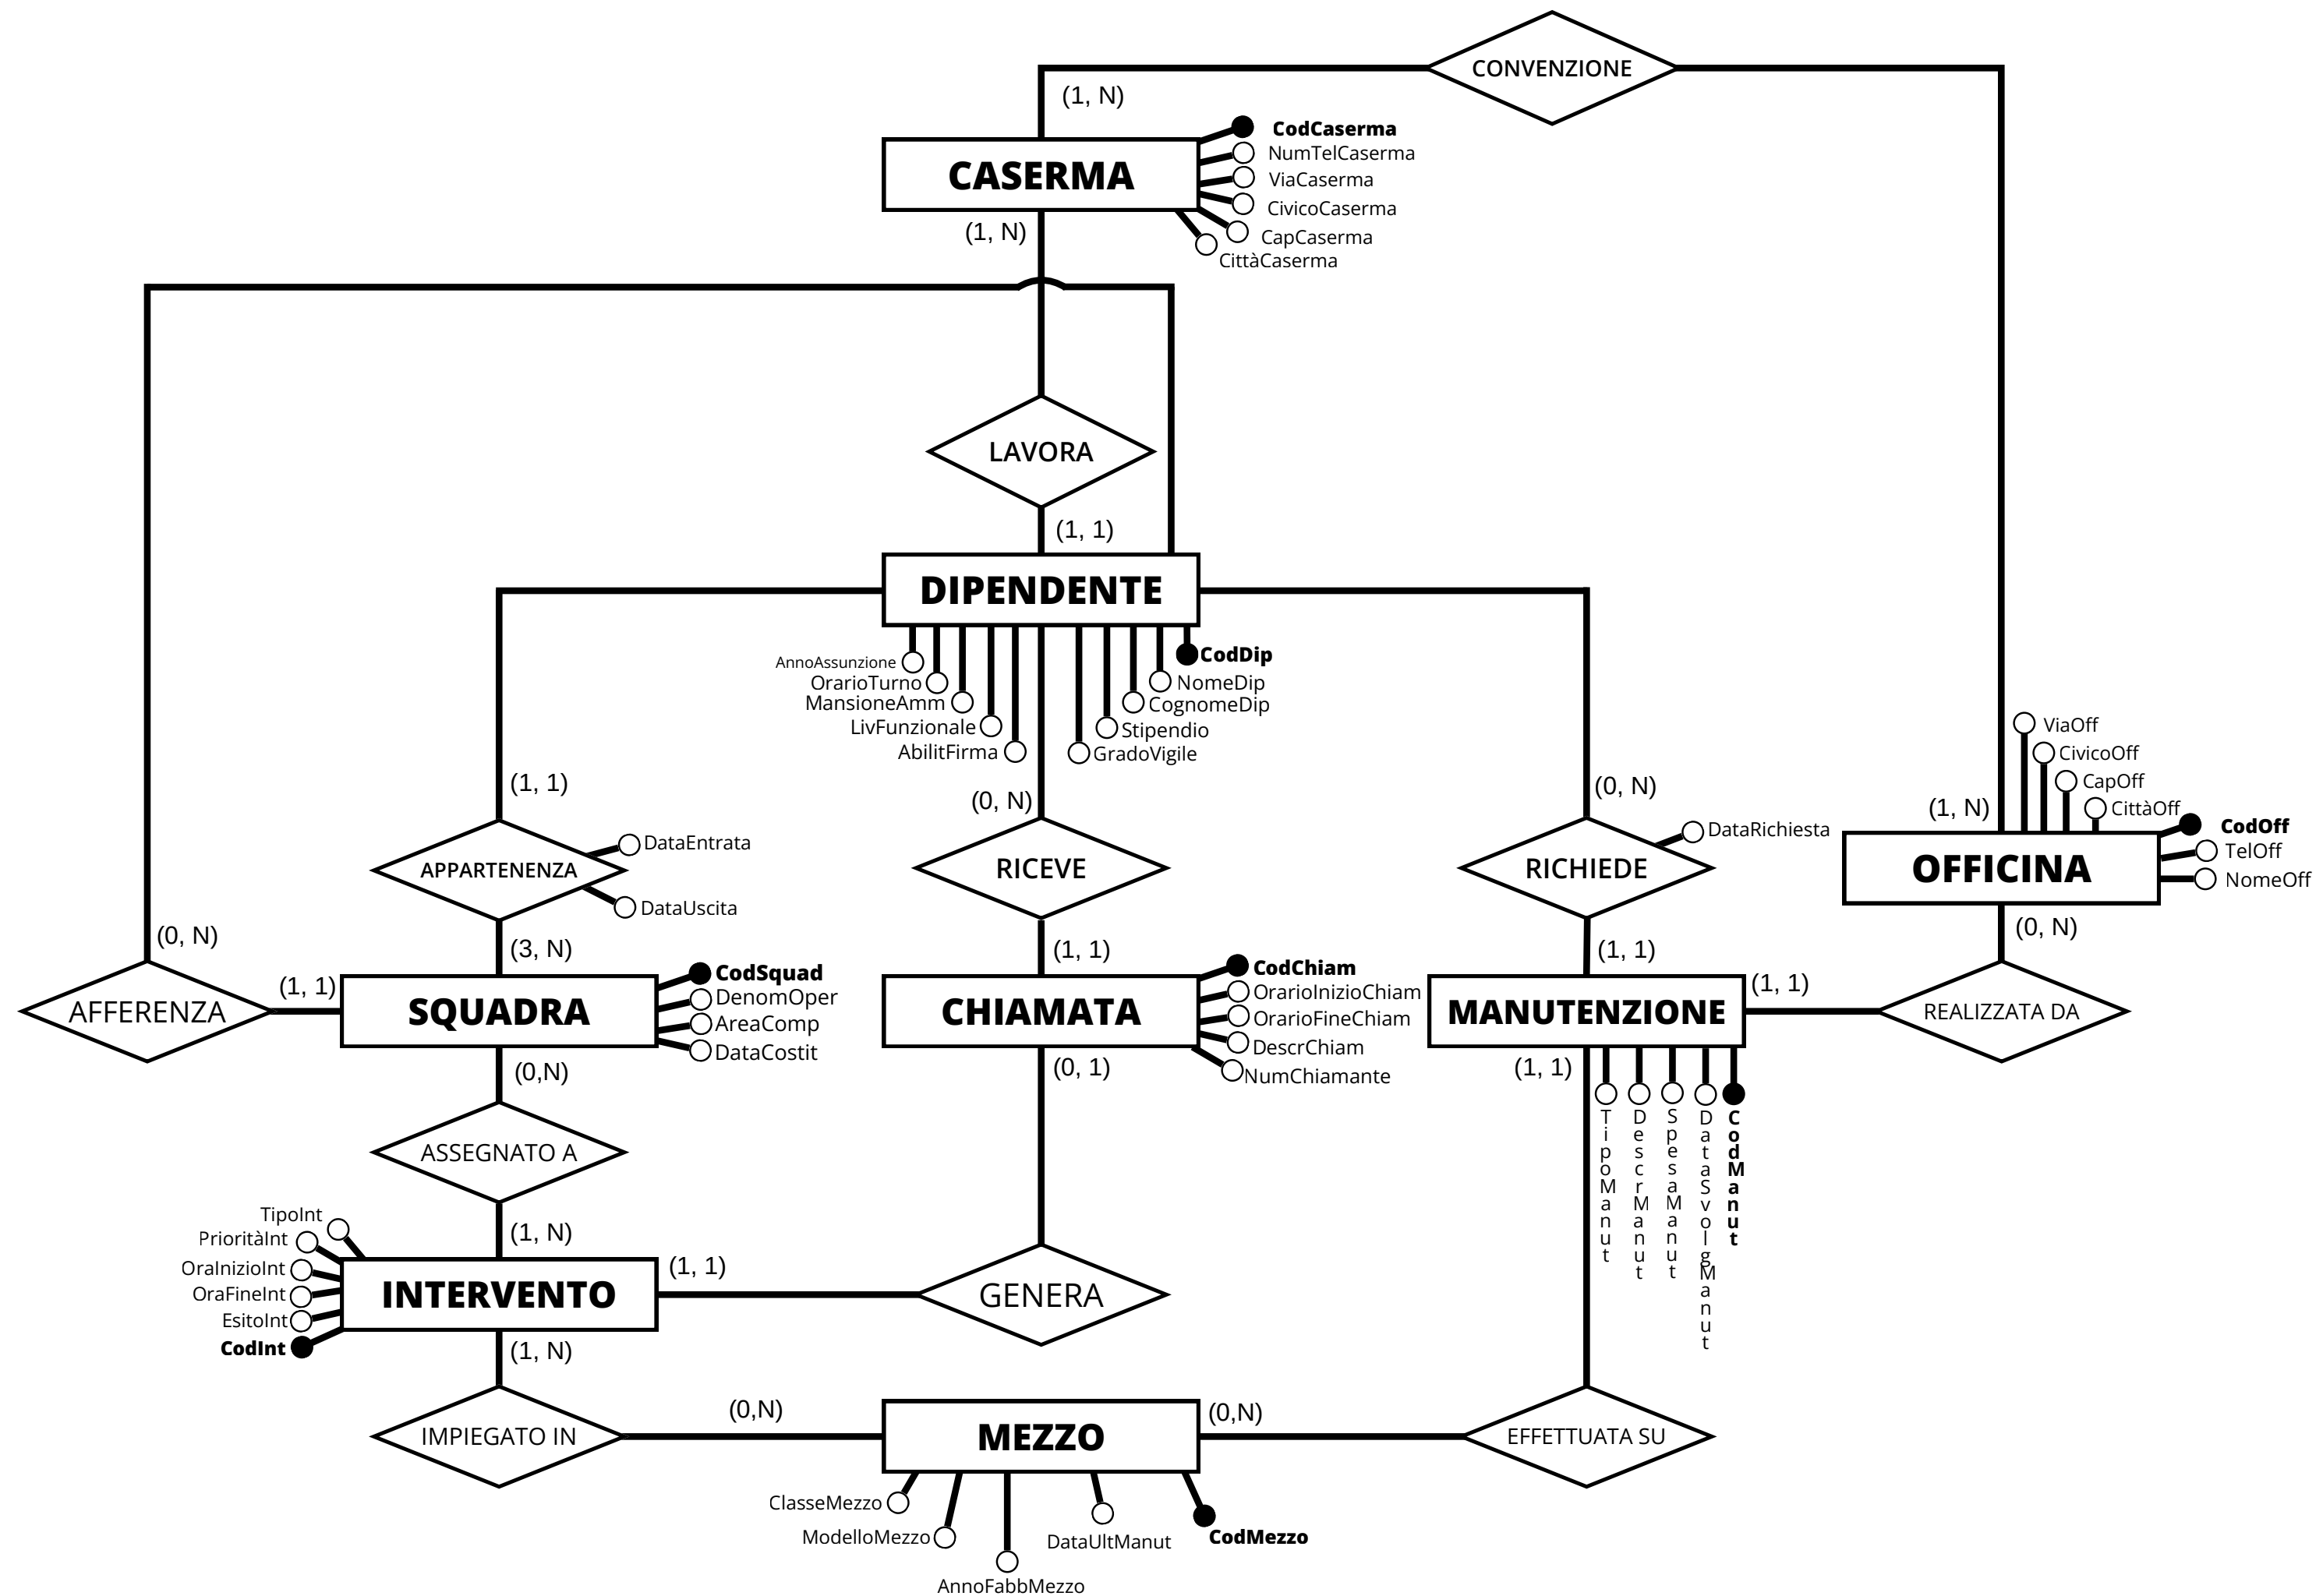 CONVENZIONE
(1, N)
CASERMA
CodCaserma
NumTelCaserma
ViaCaserma
CivicoCaserma
CapCaserma
CittàCaserma
(1, N)
LAVORA
(1, 1)
DIPENDENTE
AnnoAssunzione
OrarioTurno
MansioneAmm
LivFunzionale
AbilitFirma
CodDip
NomeDip
CognomeDip
Stipendio
GradoVigile
(1, 1)
(0, N)
(0, N)
(1, N)
ViaOff
CivicoOff
CapOff
CittàOff
CodOff
TelOff
NomeOff
OFFICINA
APPARTENENZA
DataEntrata
DataUscita
RICEVE
RICHIEDE
DataRichiesta
(0, N)
(3, N)
(1, 1)
(1, 1)
(0, N)
AFFERENZA
(1, 1)
SQUADRA
CodSquad
DenomOper
AreaComp
DataCostit
CHIAMATA
CodChiam
OrarioInizioChiam
OrarioFineChiam
DescrChiam
NumChiamante
MANUTENZIONE
(1, 1)
REALIZZATA DA
(0,N)
(0, 1)
(1, 1)
TipoManut
DescrManut
SpesaManut
DataSvolgManut
CodManut
ASSEGNATO A
(1, N)
TipoInt
PrioritàInt
OraInizioInt
OraFineInt
EsitoInt
CodInt
INTERVENTO
(1, 1)
GENERA
(1, N)
IMPIEGATO IN
(0,N)
MEZZO
(0,N)
EFFETTUATA SU
ClasseMezzo
ModelloMezzo
AnnoFabbMezzo
DataUltManut
CodMezzo